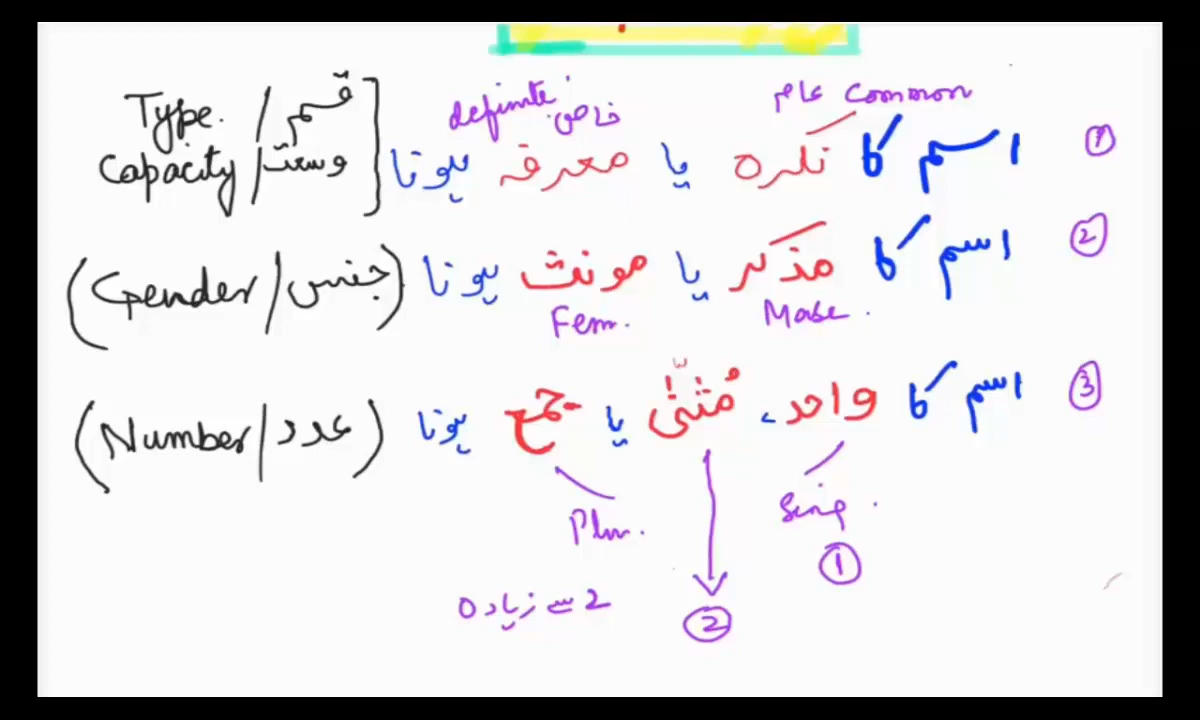 عام common خاص definite
① اسم کا نکرہ یا معرفہ ہونا [قسم / Type.
وسعت / Capacity
② اسم کا مذکر یا مونث ہونا (جنس / Gender)
Masc. Fem.
③ اسم کا واحد، مُثنّٰی یا جمع ہونا (عدد / Number)
Sing. Plu.
①
② 2 سے زیادہ